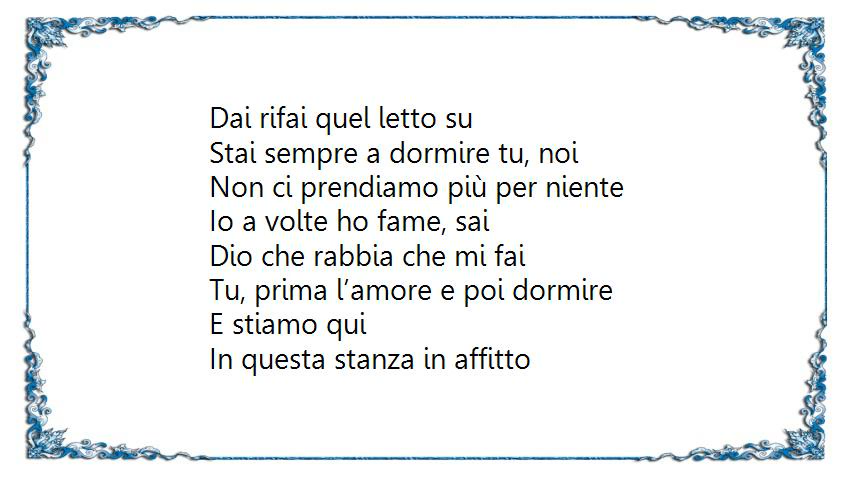 Dai rifai quel letto su
Stai sempre a dormire tu, noi
Non ci prendiamo più per niente
Io a volte ho fame, sai
Dio che rabbia che mi fai
Tu, prima l’amore e poi dormire
E stiamo qui
In questa stanza in affitto